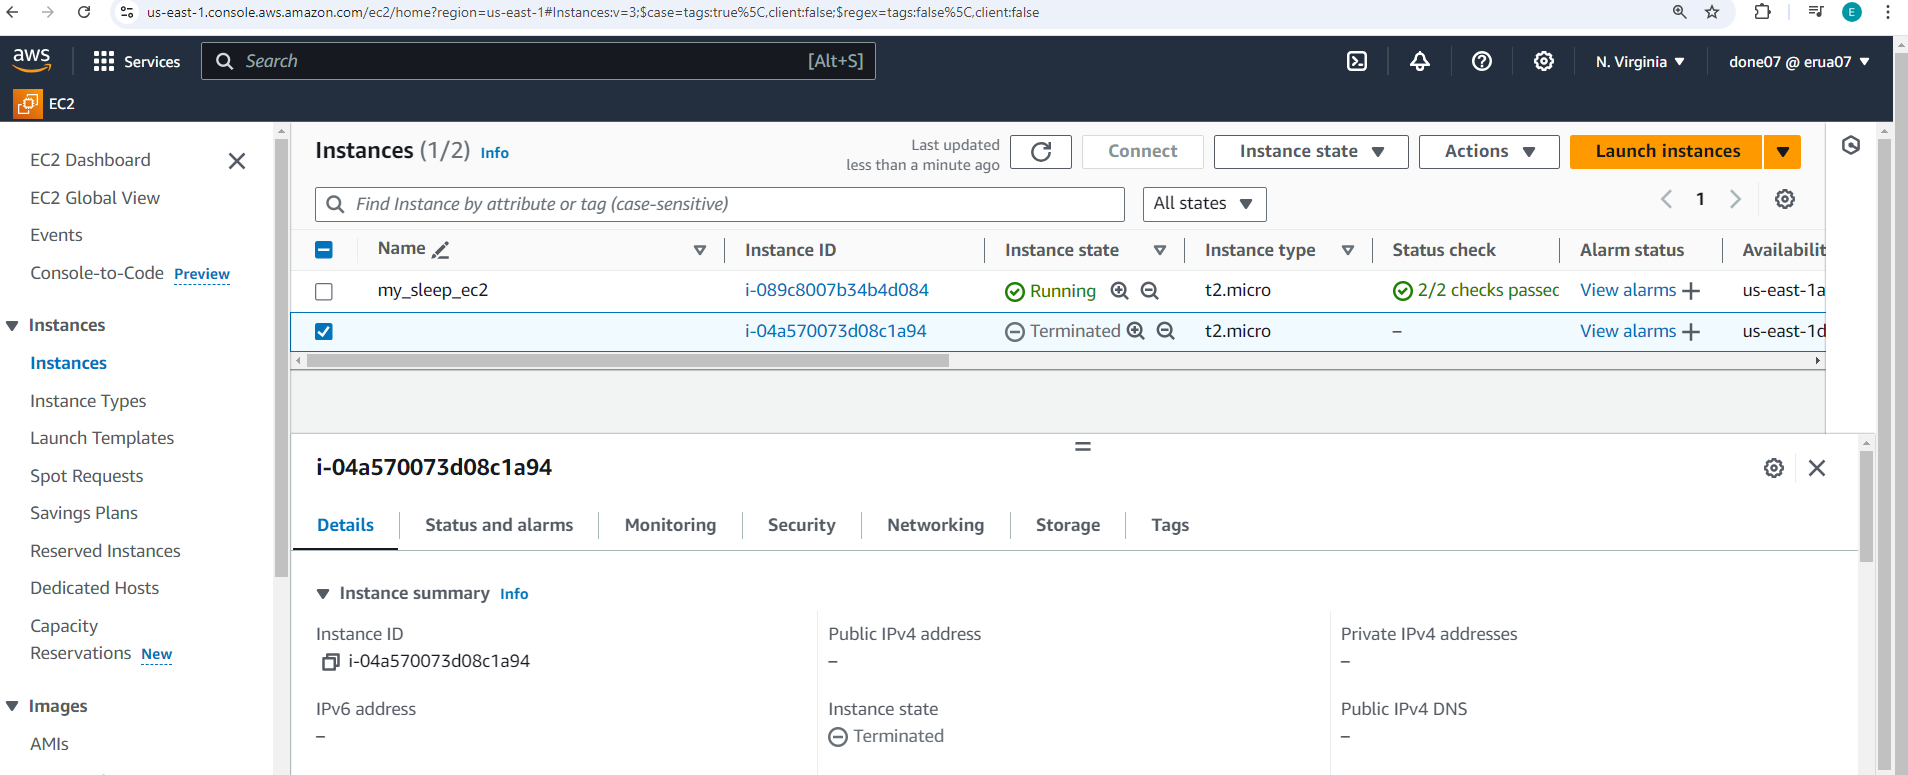 us-east-1.console.aws.amazon.com/ec2/home?region=us-east-1#Instances:v=3;$case=tags:true%5C,client:false;$regex=tags:false%5C,client:false
E
aws
Services
Search
[Alt+S]
N. Virginia
done07 @ erua07
EC2
EC2 Dashboard
EC2 Global View
Events
Console-to-Code Preview
Instances
Instances
Instance Types
Launch Templates
Spot Requests
Savings Plans
Reserved Instances
Dedicated Hosts
Capacity
Reservations New
Images
AMIs
Instances (1/2) Info
Last updated
less than a minute ago
Connect
Instance state
Actions
Launch instances
Find Instance by attribute or tag (case-sensitive)
All states
1
Name Instance ID Instance state Instance type Status check Alarm status Availabilit
my_sleep_ec2 i-089c8007b34b4d084 Running t2.micro 2/2 checks passed View alarms + us-east-1a
i-04a570073d08c1a94 Terminated t2.micro – View alarms + us-east-1d
i-04a570073d08c1a94
Details Status and alarms Monitoring Security Networking Storage Tags
Instance summary Info
Instance ID
i-04a570073d08c1a94
Public IPv4 address
–
Private IPv4 addresses
–
IPv6 address
–
Instance state
Terminated
Public IPv4 DNS
–